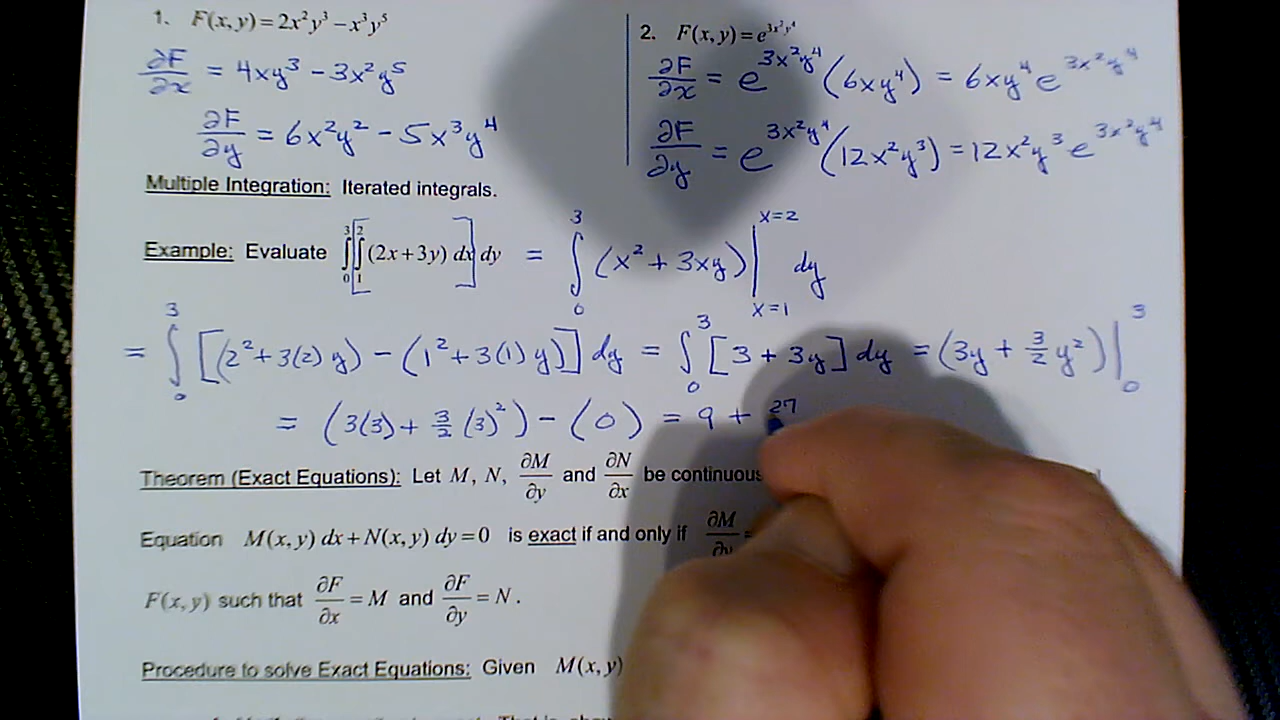 1. F(x, y) = 2x²y³ − x³y⁵
∂F/∂x = 4xy³ − 3x²y⁵
∂F/∂y = 6x²y² − 5x³y⁴
2. F(x, y) = e^{3x²y⁴}
∂F/∂x = e^{3x²y⁴} (6xy⁴) = 6xy⁴ e^{3x²y⁴}
∂F/∂y = e^{3x²y⁴} (12x²y³) = 12x²y³ e^{3x²y⁴}
Multiple Integration: Iterated integrals.
Example: Evaluate ∫₀³ [∫₁² (2x + 3y) dx] dy = ∫₀³ (x² + 3xy) |_{x=1}^{x=2} dy
= ∫₀³ [(2² + 3(2)y) − (1² + 3(1)y)] dy = ∫₀³ [3 + 3y] dy = (3y + 3/2 y²) |₀³
= (3(3) + 3/2 (3)²) − (0) = 9 + 27
Theorem (Exact Equations): Let M, N, ∂M/∂y and ∂N/∂x be continuous
Equation M(x, y) dx + N(x, y) dy = 0 is exact if and only if ∂M/∂y =
F(x, y) such that ∂F/∂x = M and ∂F/∂y = N.
Procedure to solve Exact Equations: Given M(x, y)